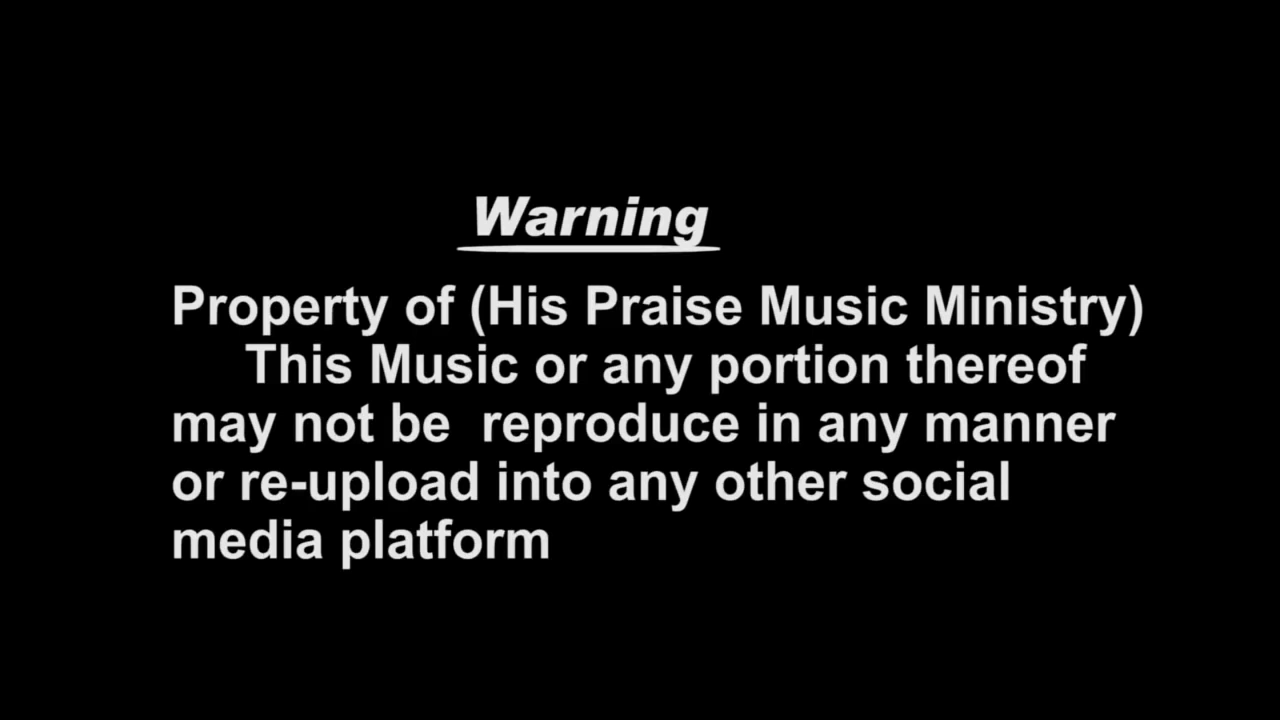 Warning
Property of (His Praise Music Ministry)
This Music or any portion thereof
may not be  reproduce in any manner
or re-upload into any other social
media platform